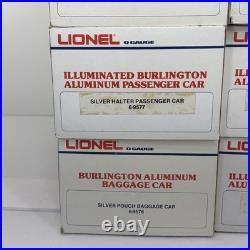 LIONEL O GAUGE
ILLUMINATED BURLINGTON
ALUMINUM PASSENGER CAR
SILVER HALTER PASSENGER CAR
6-9577
LIONEL O GAUGE
BURLINGTON ALUMINUM
BAGGAGE CAR
SILVER POUCH BAGGAGE CAR
6-9576